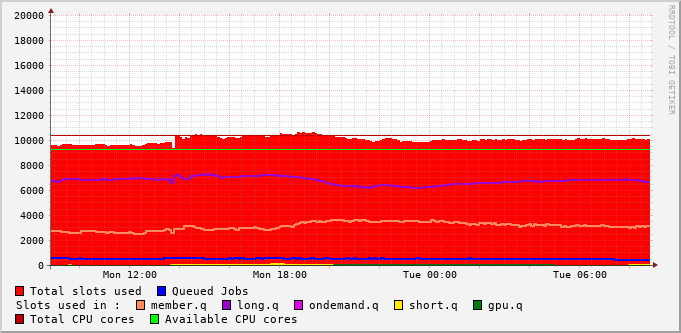 20000
18000
16000
14000
12000
10000
8000
6000
4000
2000
0
Mon 12:00 Mon 18:00 Tue 00:00 Tue 06:00
Total slots used Queued Jobs
Slots used in : member.q long.q ondemand.q short.q gpu.q
Total CPU cores Available CPU cores
RRDTOOL / TOBI OETIKER